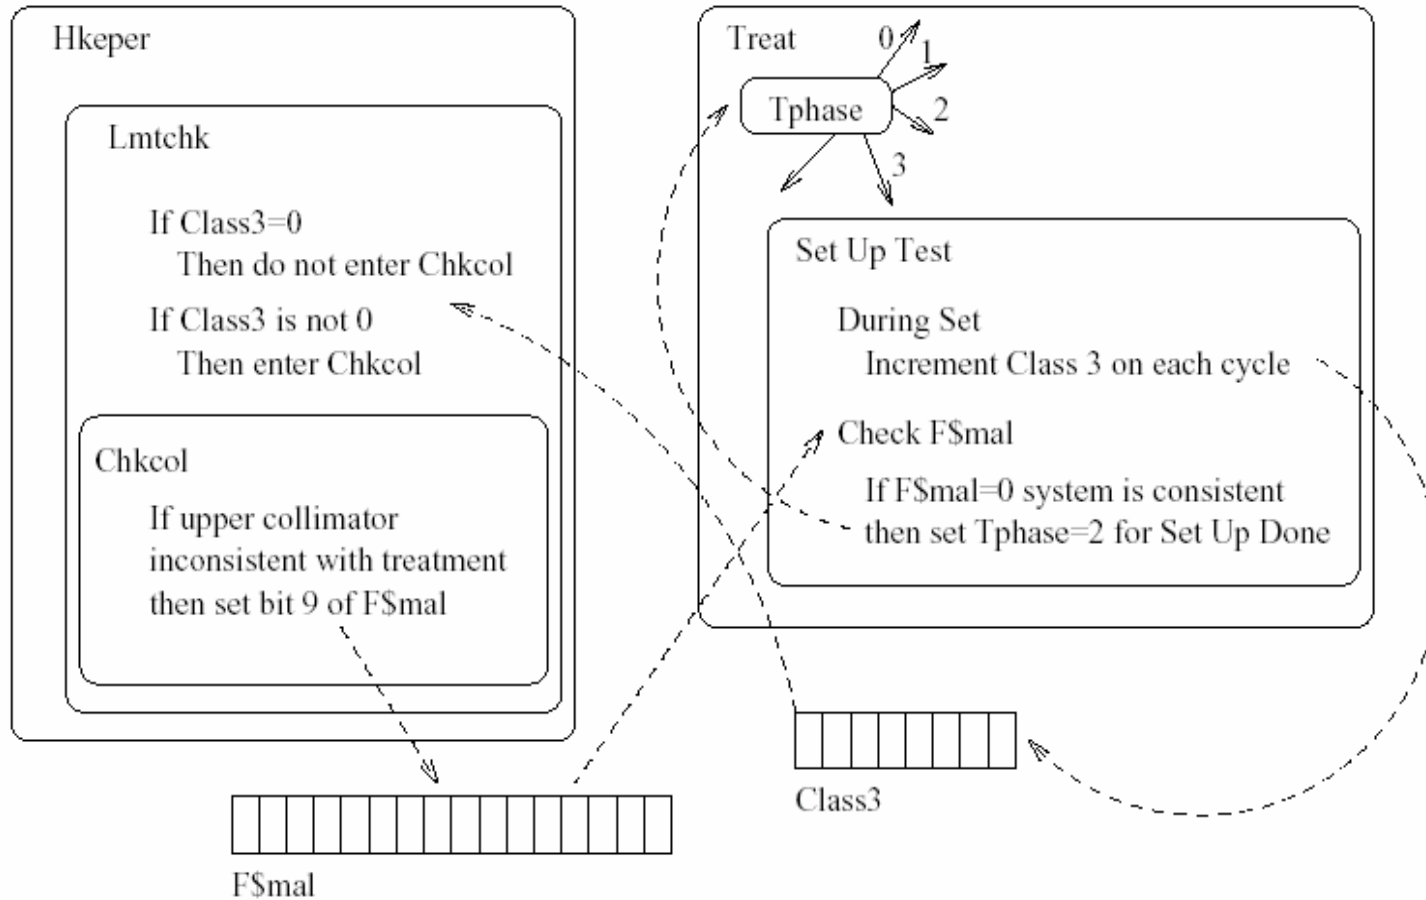 Hkeper
Lmtchk
If Class3=0
Then do not enter Chkcol
If Class3 is not 0
Then enter Chkcol
Chkcol
If upper collimator
inconsistent with treatment
then set bit 9 of F$mal
F$mal
Treat
Tphase
0
1
2
3
Set Up Test
During Set
Increment Class 3 on each cycle
Check F$mal
If F$mal=0 system is consistent
then set Tphase=2 for Set Up Done
Class3